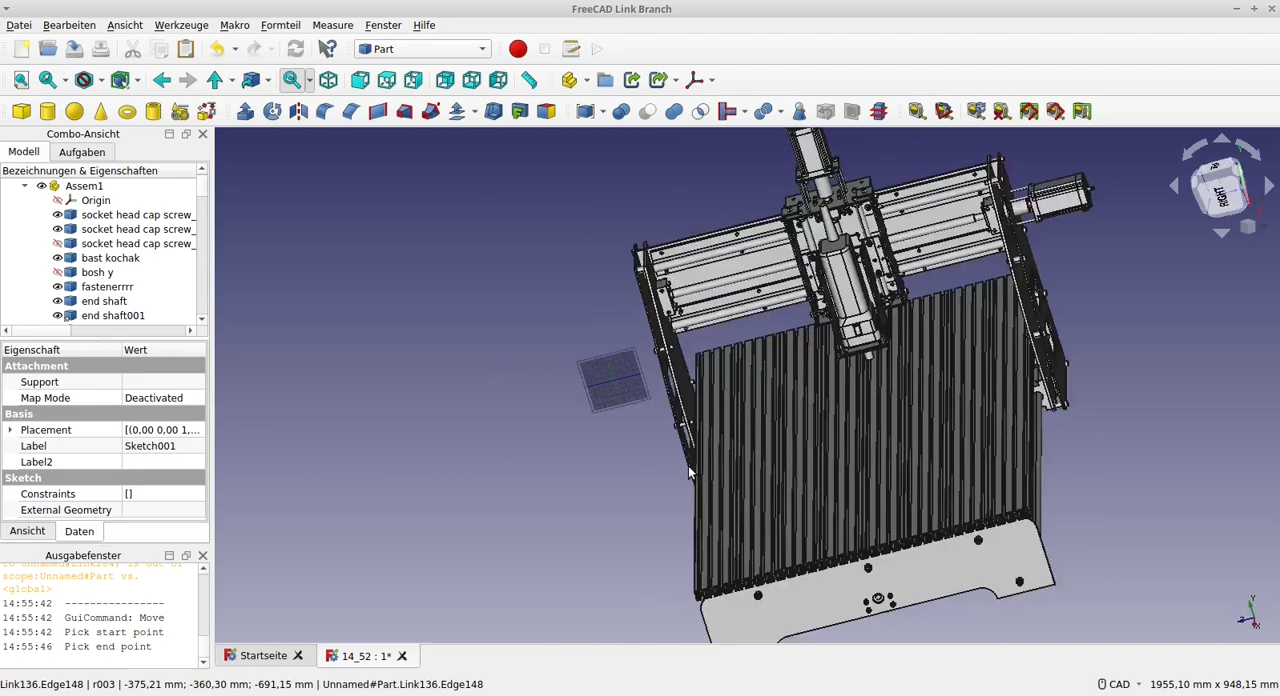 FreeCAD Link Branch
Datei Bearbeiten Ansicht Werkzeuge Makro Formteil Measure Fenster Hilfe
Part
Combo-Ansicht
Modell Aufgaben
Bezeichnungen & Eigenschaften
Assem1
Origin
socket head cap screw_
socket head cap screw_
socket head cap screw_
bast kochak
bosh y
fastenerrrr
end shaft
end shaft001
Eigenschaft Wert
Attachment
Support
Map Mode Deactivated
Basis
Placement [(0,00 0,00 1,...
Label Sketch001
Label2
Sketch
Constraints []
External Geometry
Ansicht Daten
Ausgabefenster
scope:Unnamed#Part vs.
<global>
14:55:42 ----------------
14:55:42 GuiCommand: Move
14:55:42 Pick start point
14:55:46 Pick end point
RIGHT
Y
Z
X
Startseite 14_52 : 1*
Link136.Edge148 | r003 | -375,21 mm; -360,30 mm; -691,15 mm | Unnamed#Part.Link136.Edge148 CAD 1955,10 mm x 948,15 mm